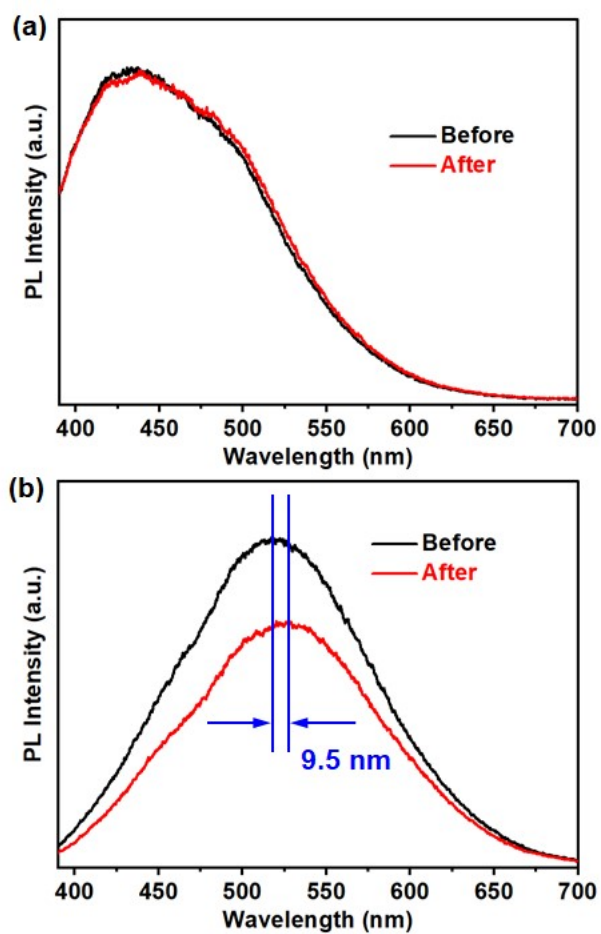 (a)
PL Intensity (a.u.)
Before
After
400 450 500 550 600 650 700
Wavelength (nm)
(b)
PL Intensity (a.u.)
Before
After
9.5 nm
400 450 500 550 600 650 700
Wavelength (nm)